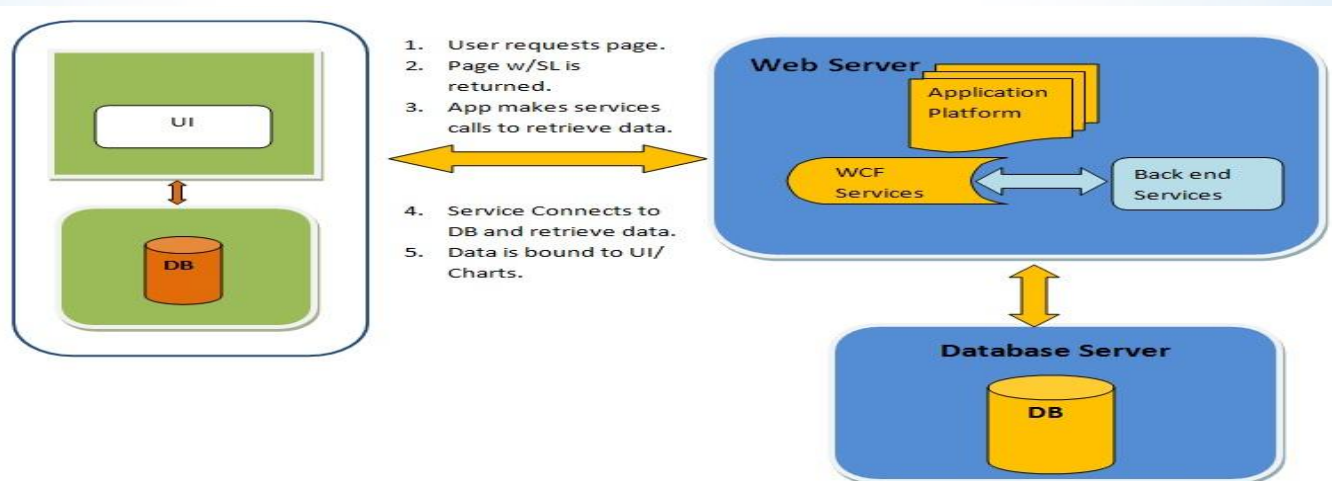 UI
DB
1. User requests page.
2. Page w/SL is
returned.
3. App makes services
calls to retrieve data.
4. Service Connects to
DB and retrieve data.
5. Data is bound to UI/
Charts.
Web Server
Application
Platform
WCF
Services
Back end
Services
Database Server
DB